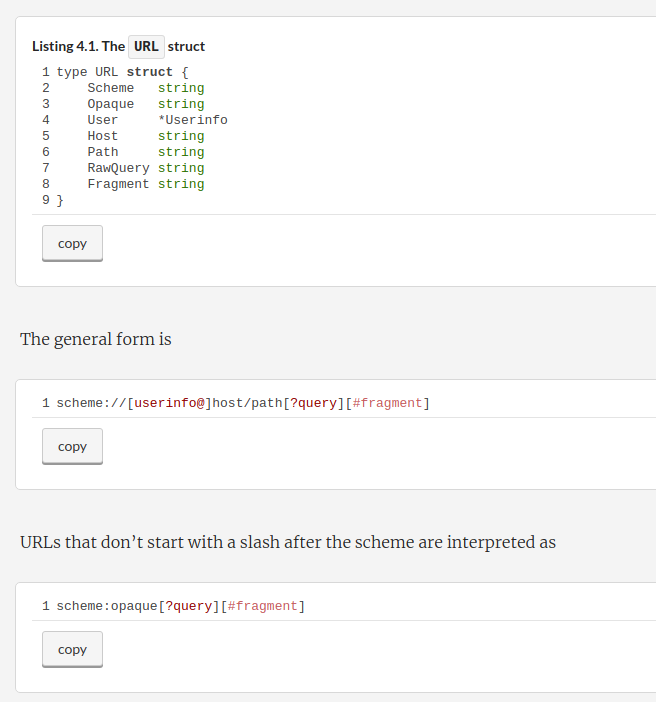 Listing 4.1. The URL struct
1 type URL struct {
2     Scheme   string
3     Opaque   string
4     User     *Userinfo
5     Host     string
6     Path     string
7     RawQuery string
8     Fragment string
9 }
copy
The general form is
1 scheme://[userinfo@]host/path[?query][#fragment]
copy
URLs that don’t start with a slash after the scheme are interpreted as
1 scheme:opaque[?query][#fragment]
copy